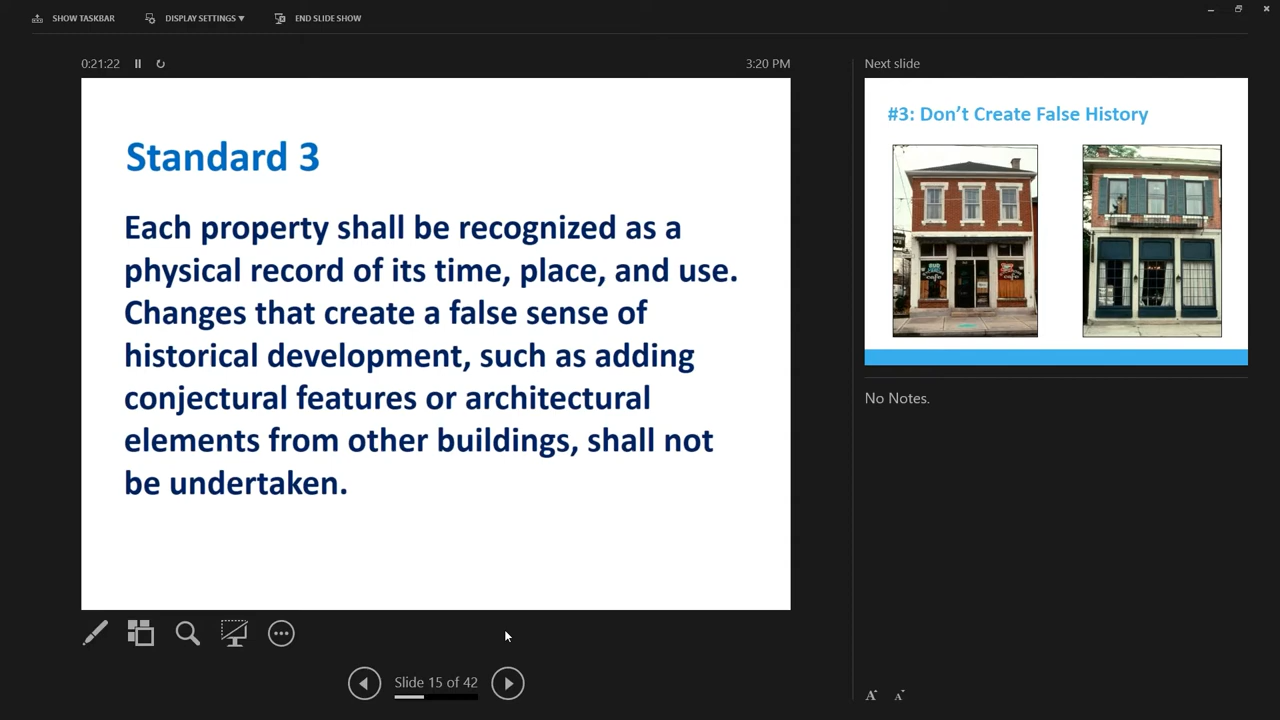 SHOW TASKBAR
DISPLAY SETTINGS ▼
END SLIDE SHOW
0:21:22
3:20 PM
Standard 3
Each property shall be recognized as a
physical record of its time, place, and use.
Changes that create a false sense of
historical development, such as adding
conjectural features or architectural
elements from other buildings, shall not
be undertaken.
Slide 15 of 42
Next slide
#3: Don’t Create False History
No Notes.
A
A